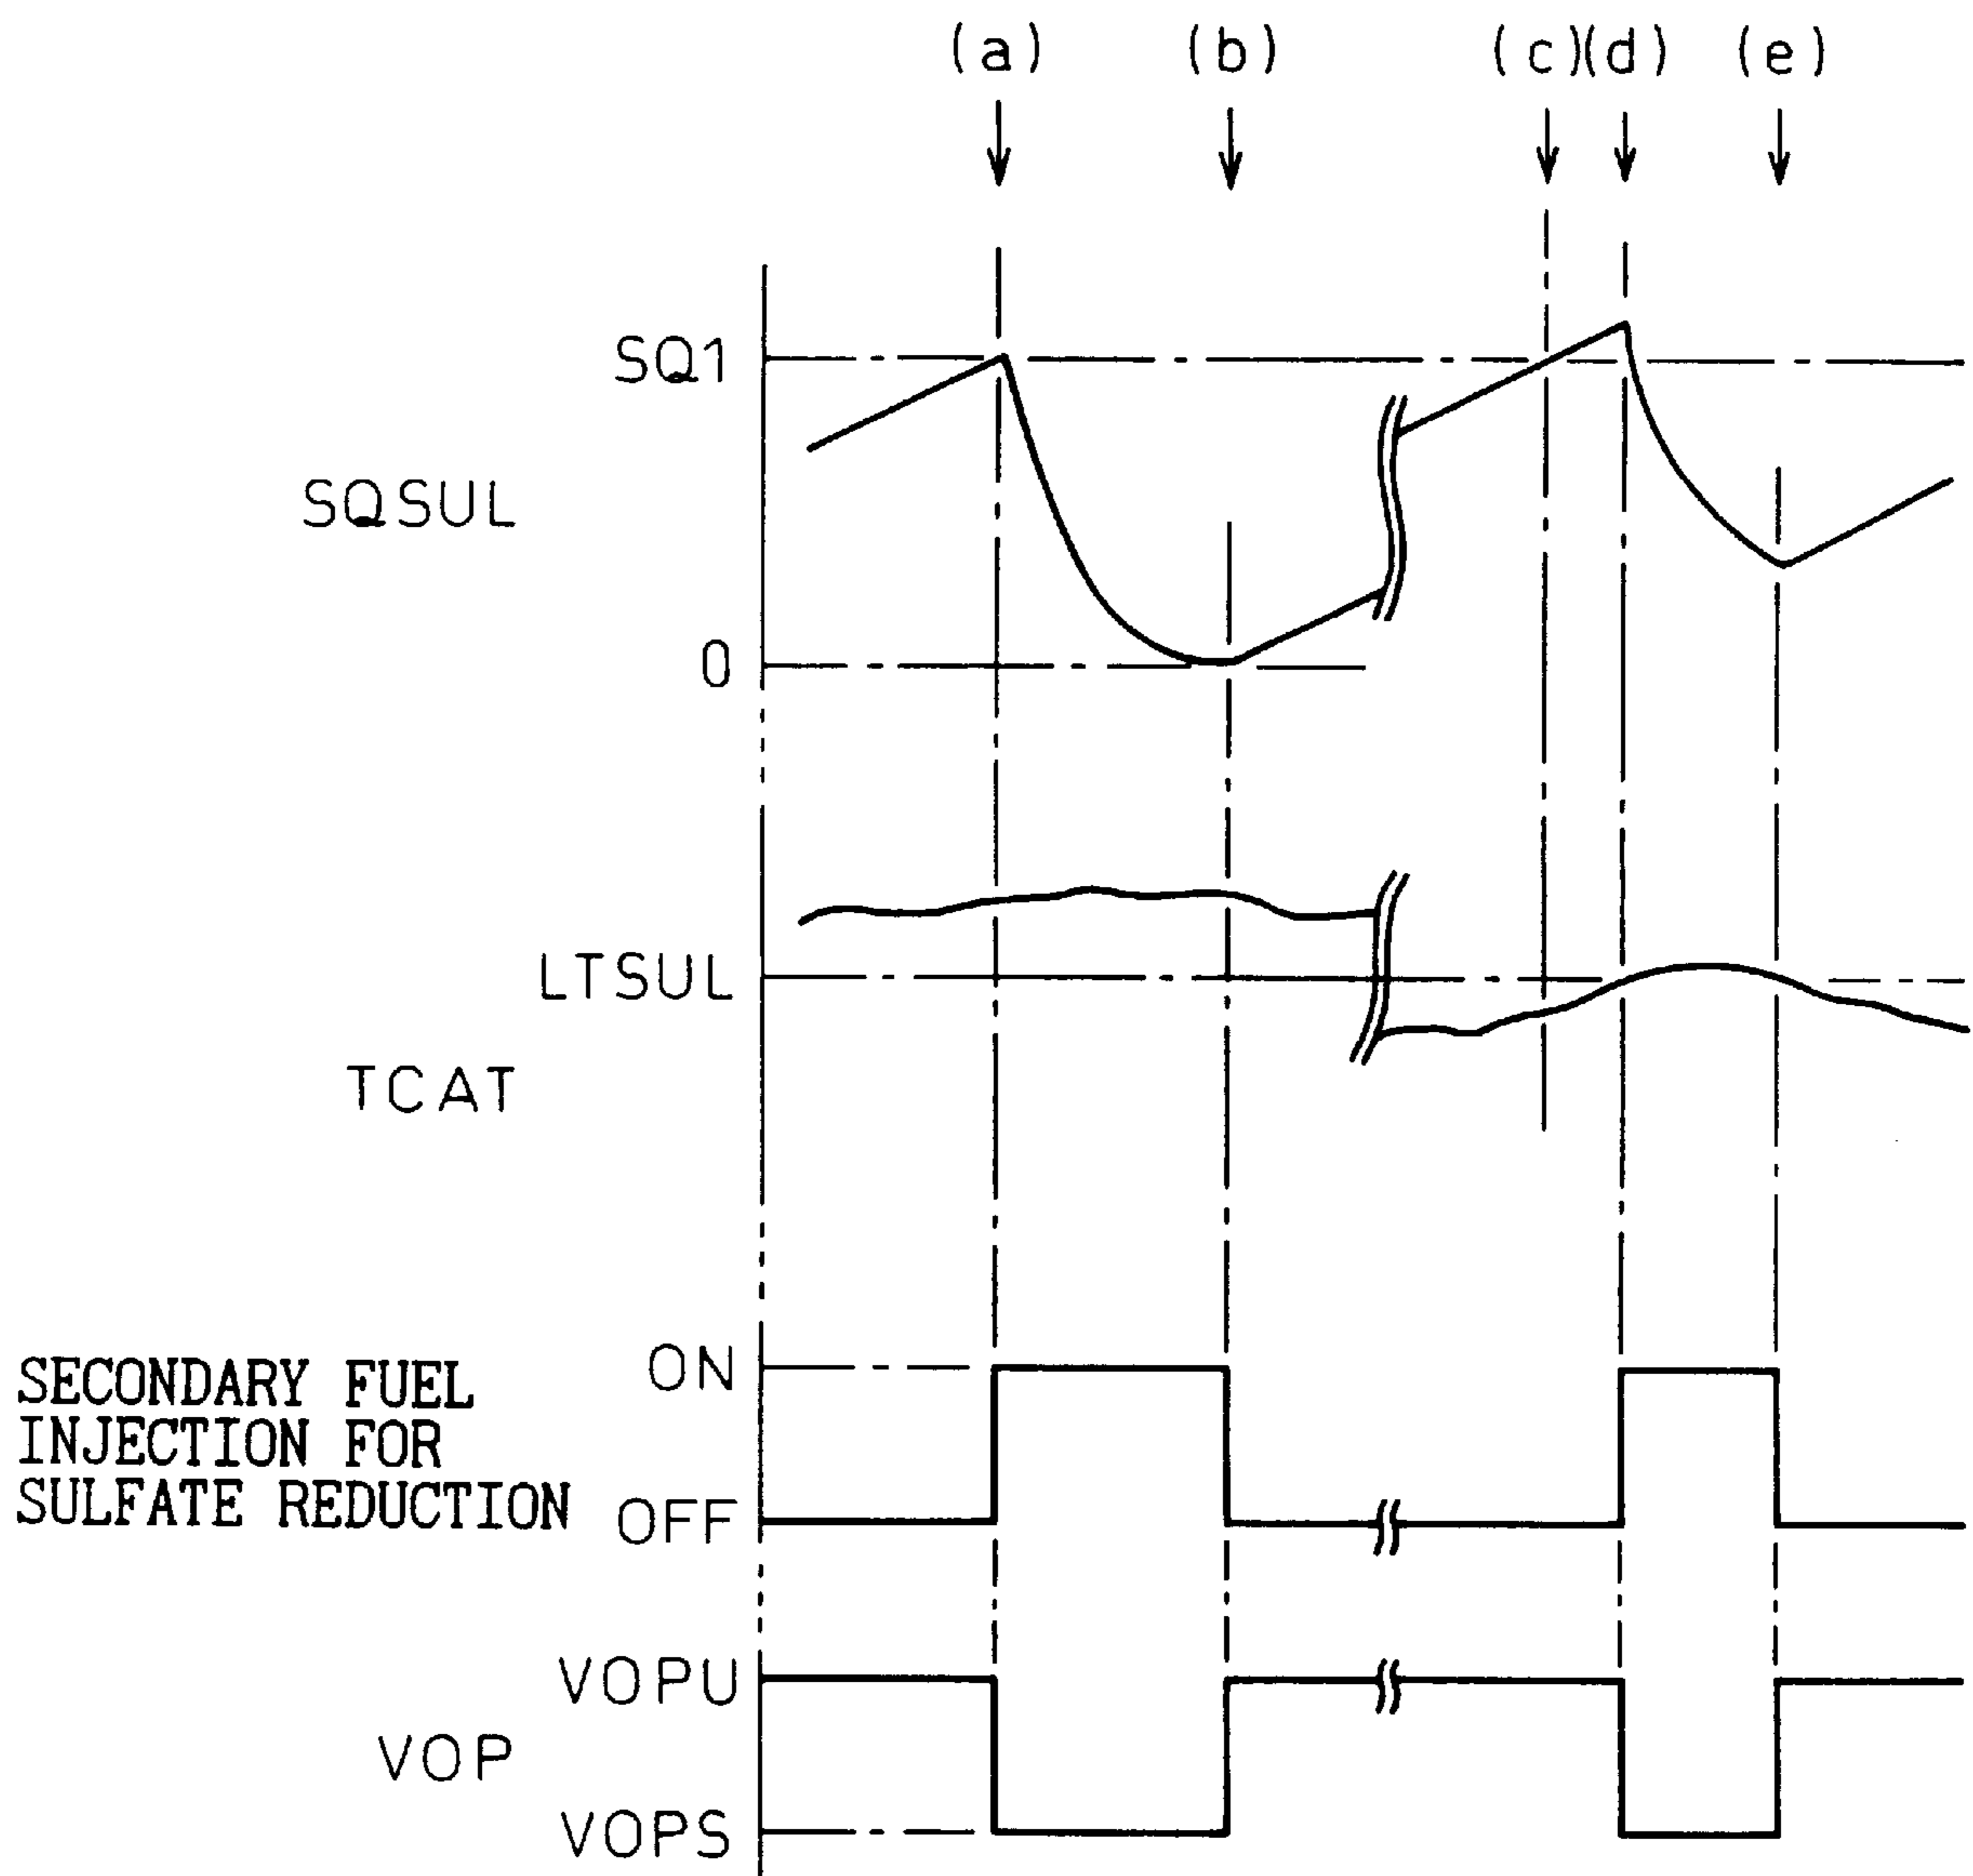 (a) (b) (c) (d) (e)
SQ1
SQSUL
0
LTSUL
TCAT
ON
SECONDARY FUEL
INJECTION FOR
SULFATE REDUCTION
OFF
VOPU
VOP
VOPS